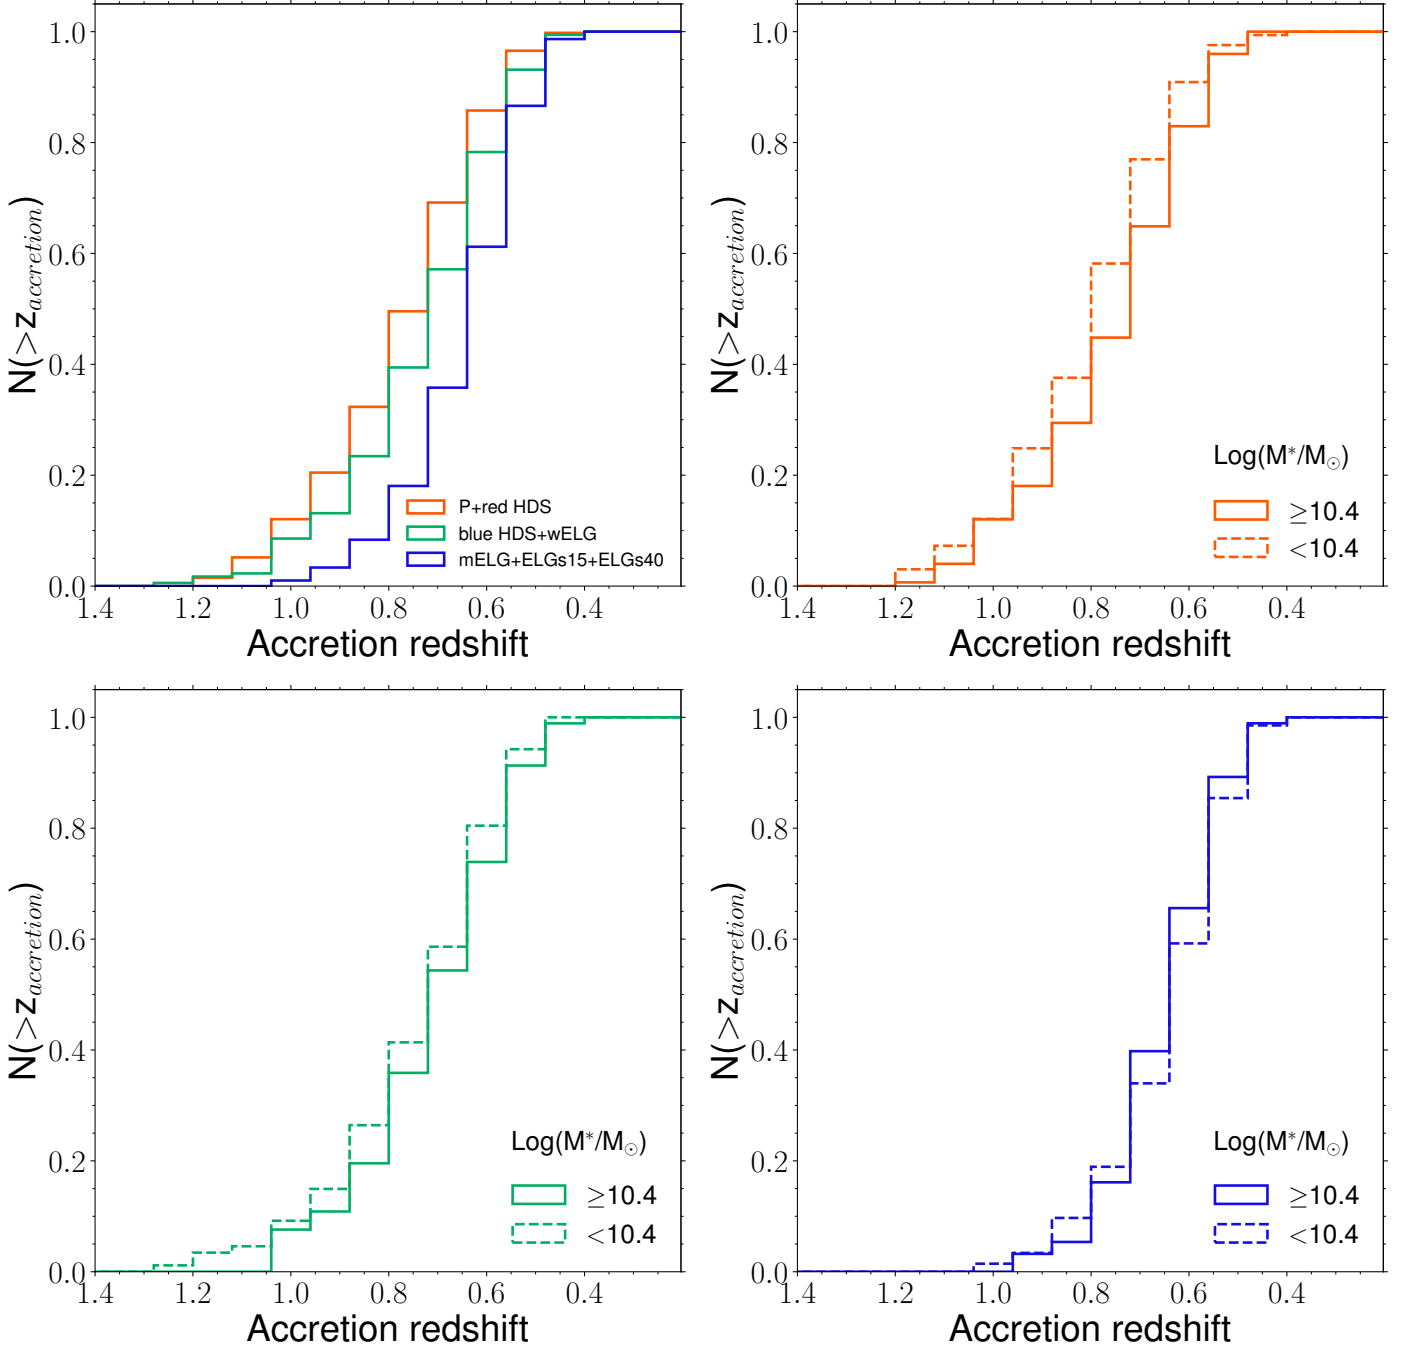 1.0
0.8
0.6
0.4
0.2
0.0
N(>z_accretion)
P+red HDS
blue HDS+wELG
mELG+ELGs15+ELGs40
1.4 1.2 1.0 0.8 0.6 0.4
Accretion redshift
1.0
0.8
0.6
0.4
0.2
0.0
N(>z_accretion)
Log(M*/M⊙)
≥10.4
<10.4
1.4 1.2 1.0 0.8 0.6 0.4
Accretion redshift
1.0
0.8
0.6
0.4
0.2
0.0
N(>z_accretion)
Log(M*/M⊙)
≥10.4
<10.4
1.4 1.2 1.0 0.8 0.6 0.4
Accretion redshift
1.0
0.8
0.6
0.4
0.2
0.0
N(>z_accretion)
Log(M*/M⊙)
≥10.4
<10.4
1.4 1.2 1.0 0.8 0.6 0.4
Accretion redshift